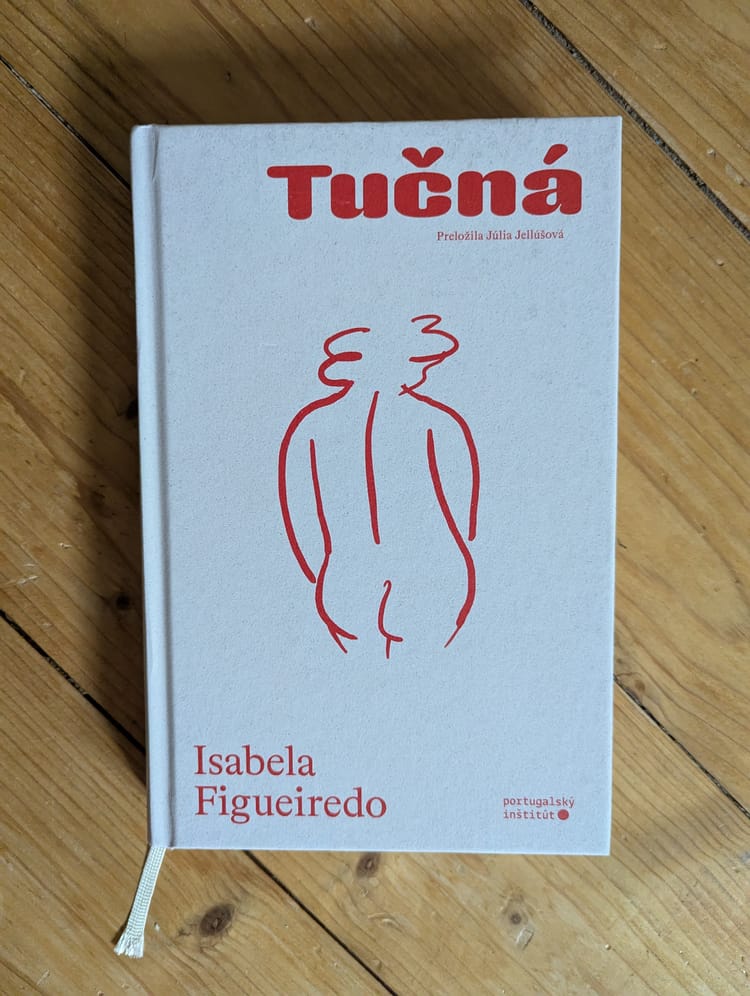 Tučná
Preložila Júlia Jellúšová
Isabela
Figueiredo
portugalský
inštitút